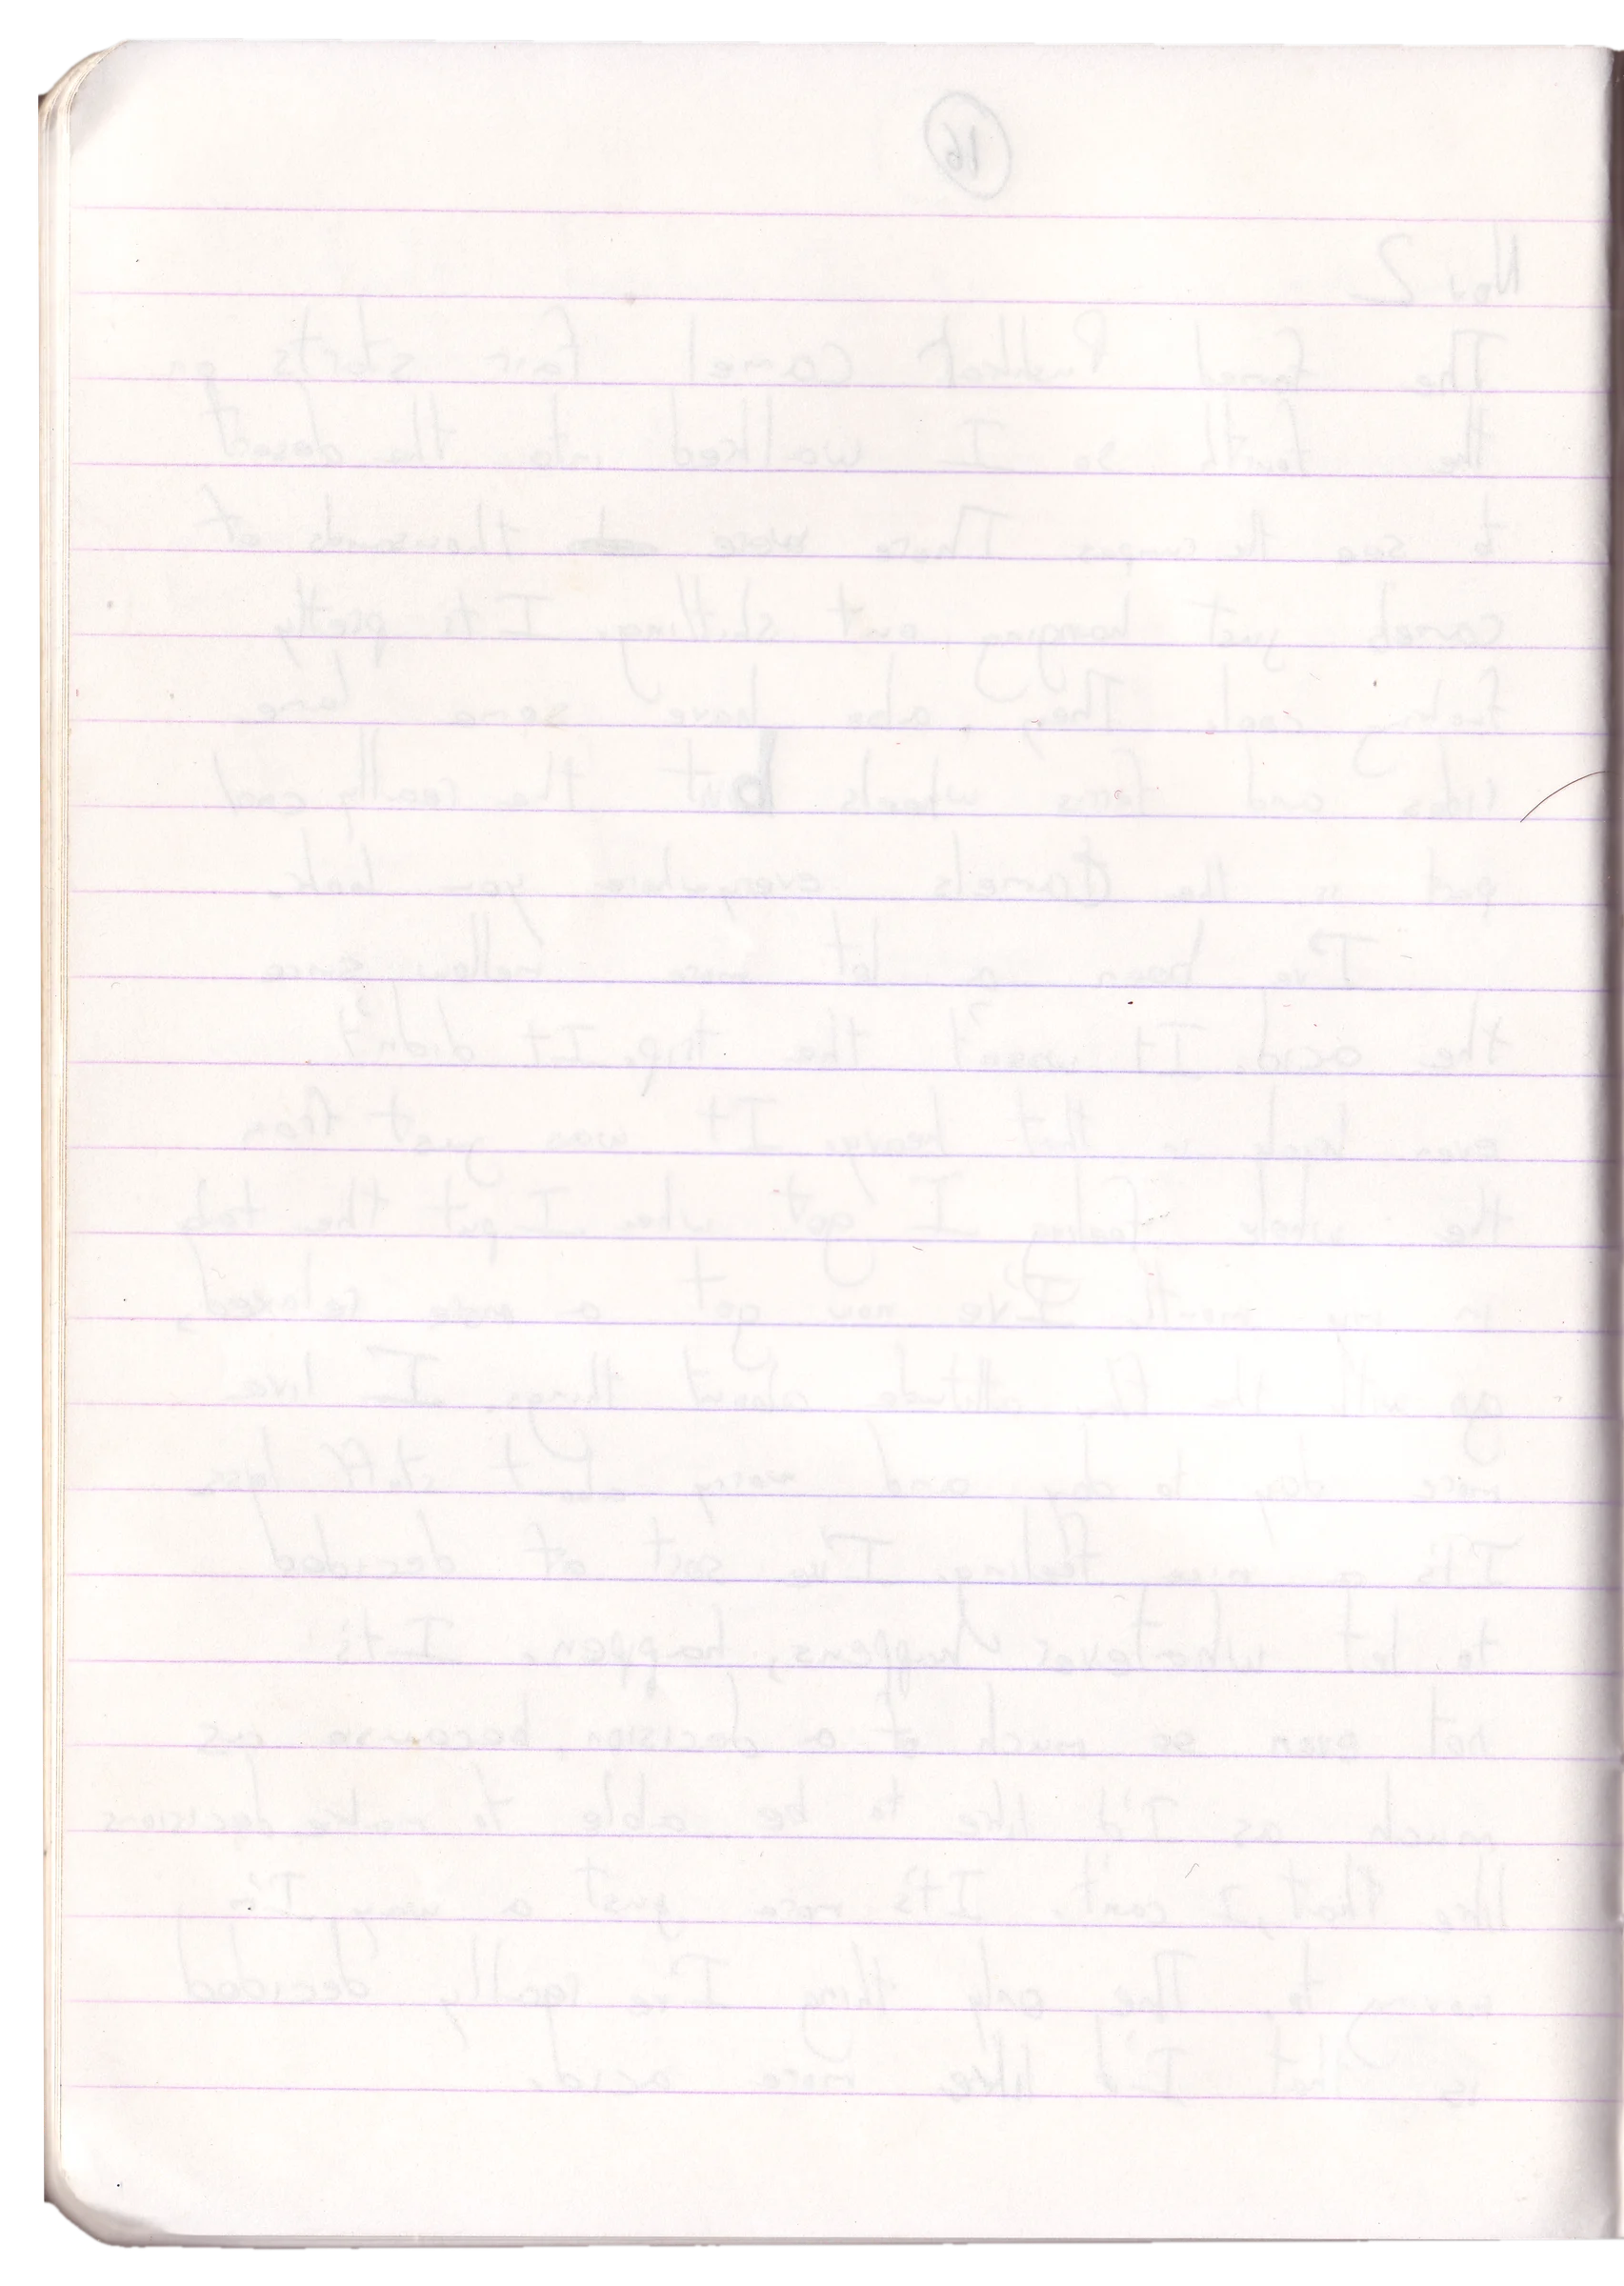 16
Nov 2
The famed Pushkar Camel fair starts on
the tenth so I walked into the desert
to see the camps There were thousands of
camels just hanging out shitting. It's pretty
fucking cool. They also have some lame
rides and ferris wheels but the really cool
part is the Camels everywhere you look.
I've been a lot more mellow since
the acid. It wasn't the trip. It didn't
even that heavy. It was just from
the whole feeling I got when I put the tab
in my mouth. I've now got a more relaxed,
go with the flo attitude about things. I live
more day to day and worry about stuff less
It's a nice feeling. I've sort of decided
to let whatever happens, happen. It's
not even so much of a decision because as
much as I'd like to be able to make decisions
like that, I can't. It's more just a way I'm
to. The only thing I've really decided
is that I'd like more acid.